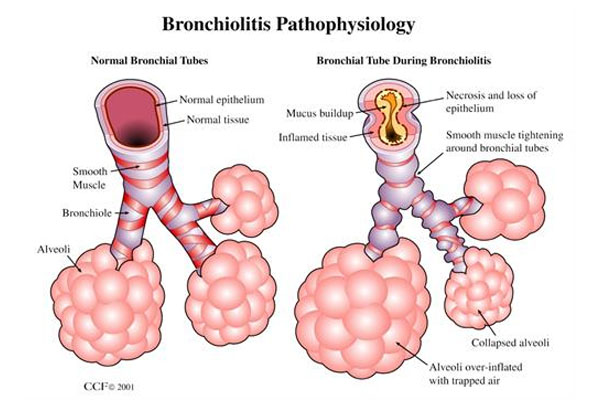 Bronchiolitis Pathophysiology
Normal Bronchial Tubes
Normal epithelium
Normal tissue
Smooth
Muscle
Bronchiole
Alveoli
CCF© 2001
Bronchial Tube During Bronchiolitis
Mucus buildup
Inflamed tissue
Necrosis and loss of
epithelium
Smooth muscle tightening
around bronchial tubes
Collapsed alveoli
Alveoli over-inflated
with trapped air